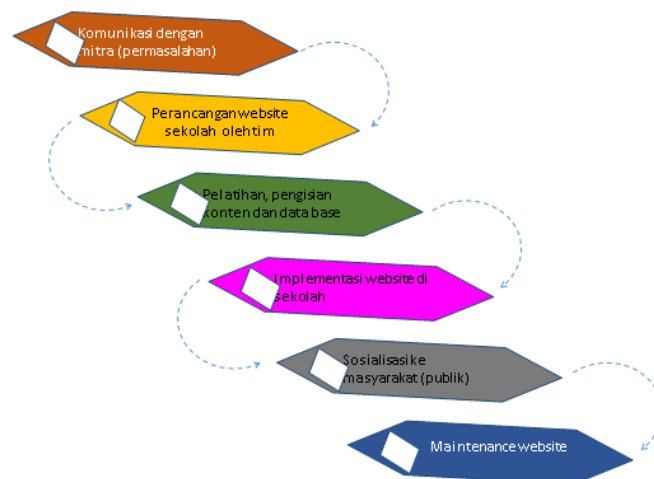 Komunikasi dengan
mitra (permasalahan)
Perancangan website
sekolah oleh tim
Pelatihan, pengisian
konten dan data base
Implementasi website di
sekolah
Sosialisasi ke
masyarakat (publik)
Maintenance website